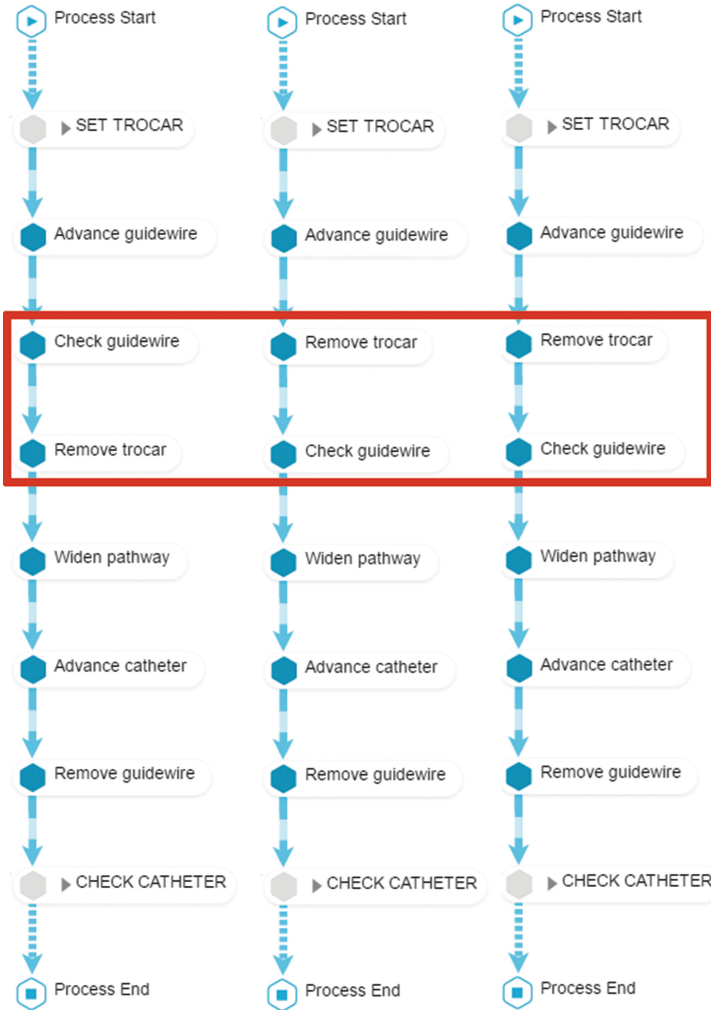 Process Start
SET TROCAR
Advance guidewire
Check guidewire
Remove trocar
Widen pathway
Advance catheter
Remove guidewire
CHECK CATHETER
Process End
Process Start
SET TROCAR
Advance guidewire
Remove trocar
Check guidewire
Widen pathway
Advance catheter
Remove guidewire
CHECK CATHETER
Process End
Process Start
SET TROCAR
Advance guidewire
Remove trocar
Check guidewire
Widen pathway
Advance catheter
Remove guidewire
CHECK CATHETER
Process End